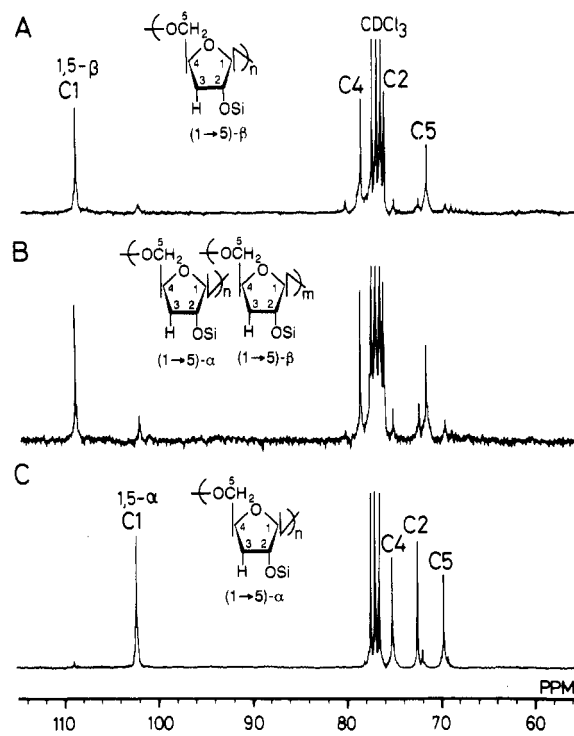 A
5
OCH2
O
4
1
3
2
n
H
OSi
(1→5)-β
1,5-β
C1
C4
CDCl3
C2
C5
B
5
OCH2
O
4
1
3
2
n
H
OSi
(1→5)-α
5
OCH2
O
4
1
3
2
m
H
OSi
(1→5)-β
C
5
OCH2
O
4
1
3
2
n
H
OSi
(1→5)-α
1,5-α
C1
C4
C2
C5
PPM
110 100 90 80 70 60